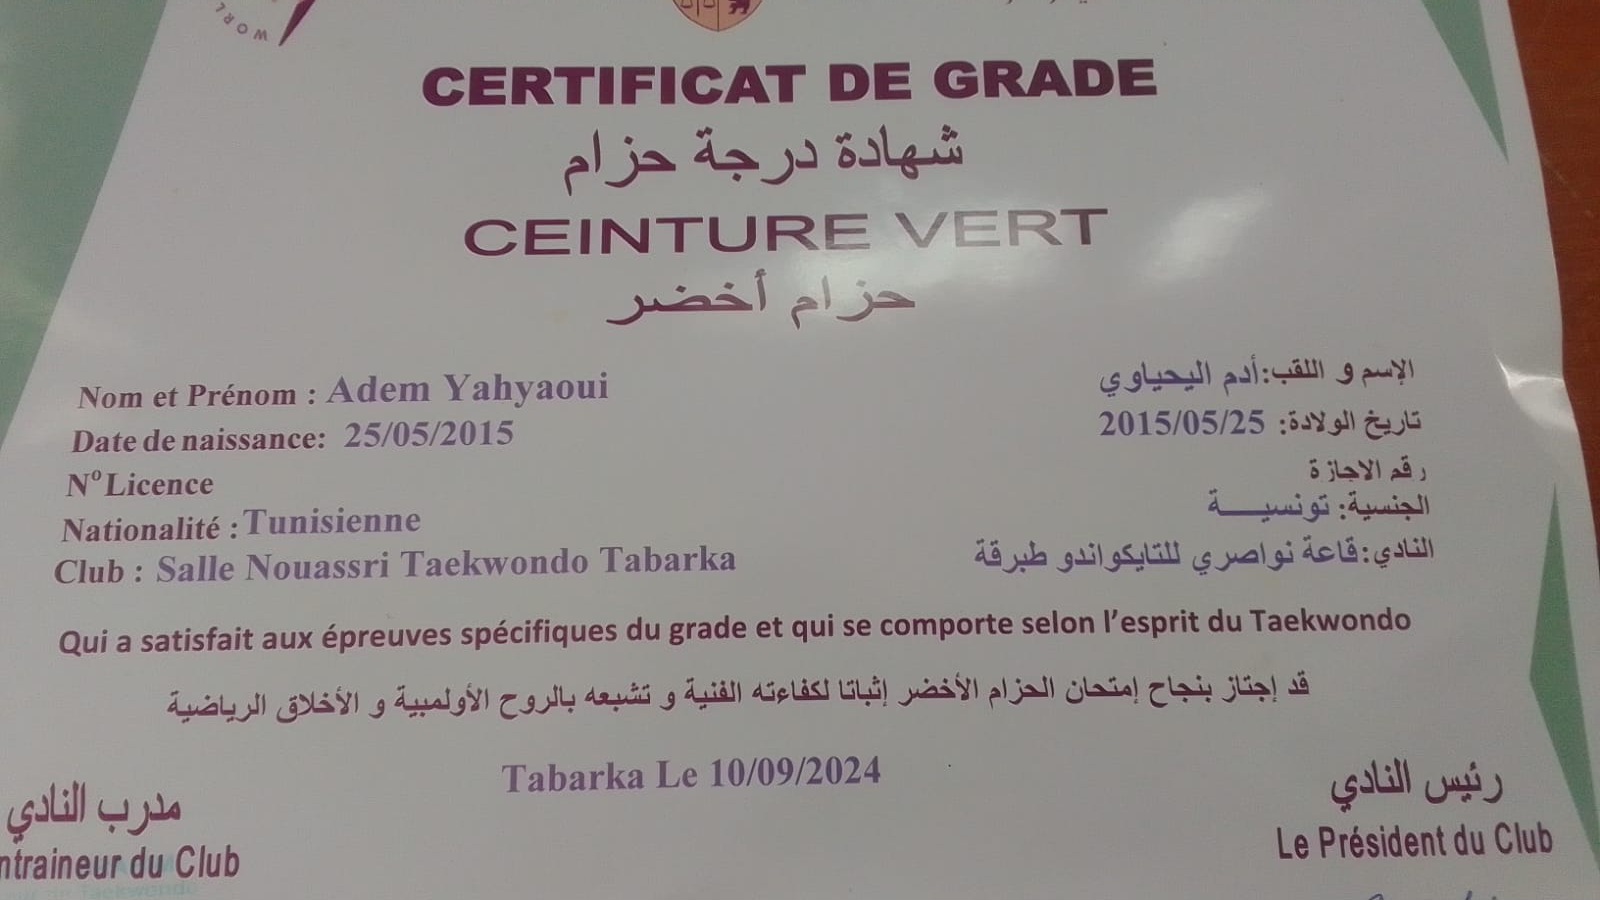 WORL
CERTIFICAT DE GRADE
شهادة درجة حزام
CEINTURE VERT
حزام أخضر
Nom et Prénom : Adem Yahyaoui
الإسم و اللقب:أدم اليحياوي
Date de naissance: 25/05/2015
تاريخ الولادة: 2015/05/25
N° Licence
رقم الاجازة
Nationalité : Tunisienne
الجنسية: تونسيـــة
Club : Salle Nouassri Taekwondo Tabarka
النادي:قاعة نواصري للتايكواندو طبرقة
Qui a satisfait aux épreuves spécifiques du grade et qui se comporte selon l'esprit du Taekwondo
قد إجتاز بنجاح إمتحان الحزام الأخضر إثباتا لكفاءته الفنية و تشبعه بالروح الأولمبية و الأخلاق الرياضية
Tabarka Le 10/09/2024
رئيس النادي
Le Président du Club
مدرب النادي
ntraineur du Club
Taekwondo